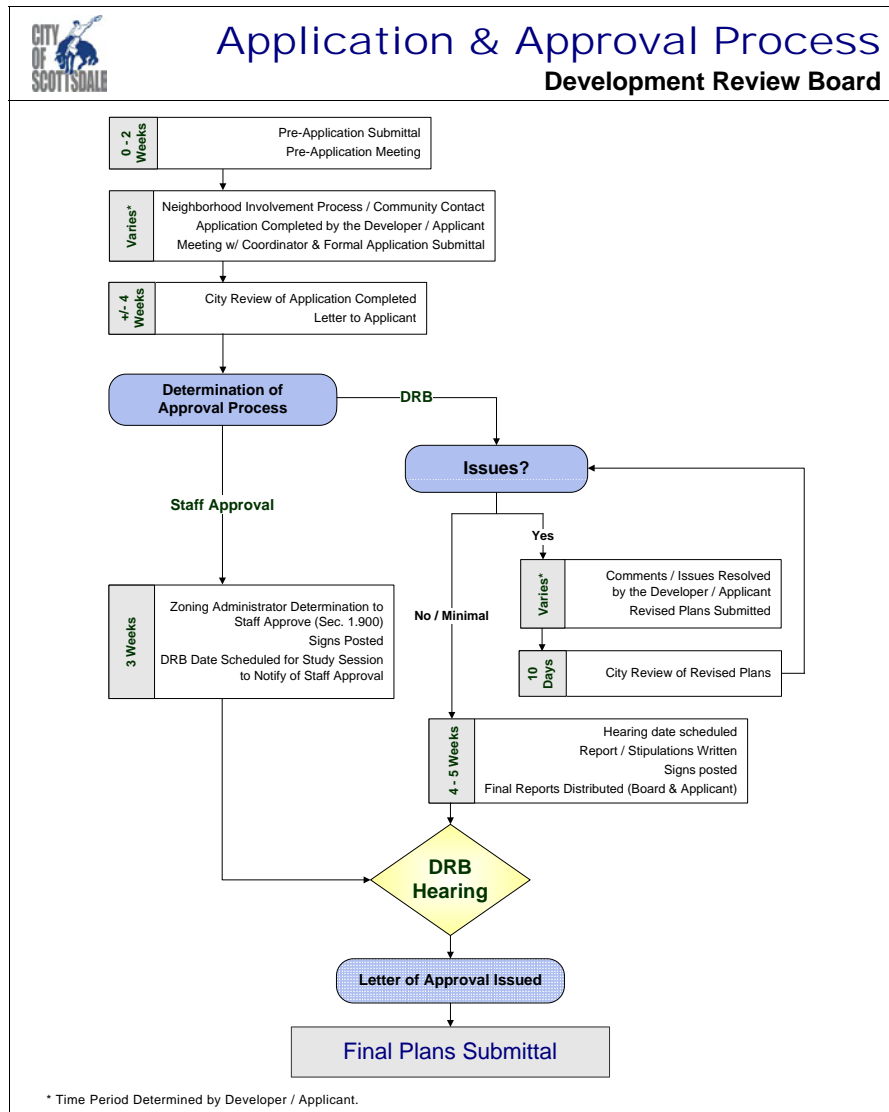 CITY
OF
SCOTTSDALE
Application & Approval Process
Development Review Board
0 - 2
Weeks
Pre-Application Submittal
Pre-Application Meeting
Varies*
Neighborhood Involvement Process / Community Contact
Application Completed by the Developer / Applicant
Meeting w/ Coordinator & Formal Application Submittal
+/- 4
Weeks
City Review of Application Completed
Letter to Applicant
Determination of
Approval Process
DRB
Issues?
Staff Approval
Yes
Varies*
Comments / Issues Resolved
by the Developer / Applicant
Revised Plans Submitted
No / Minimal
3 Weeks
Zoning Administrator Determination to
Staff Approve (Sec. 1.900)
Signs Posted
DRB Date Scheduled for Study Session
to Notify of Staff Approval
10
Days
City Review of Revised Plans
4 - 5 Weeks
Hearing date scheduled
Report / Stipulations Written
Signs posted
Final Reports Distributed (Board & Applicant)
DRB
Hearing
Letter of Approval Issued
Final Plans Submittal
* Time Period Determined by Developer / Applicant.